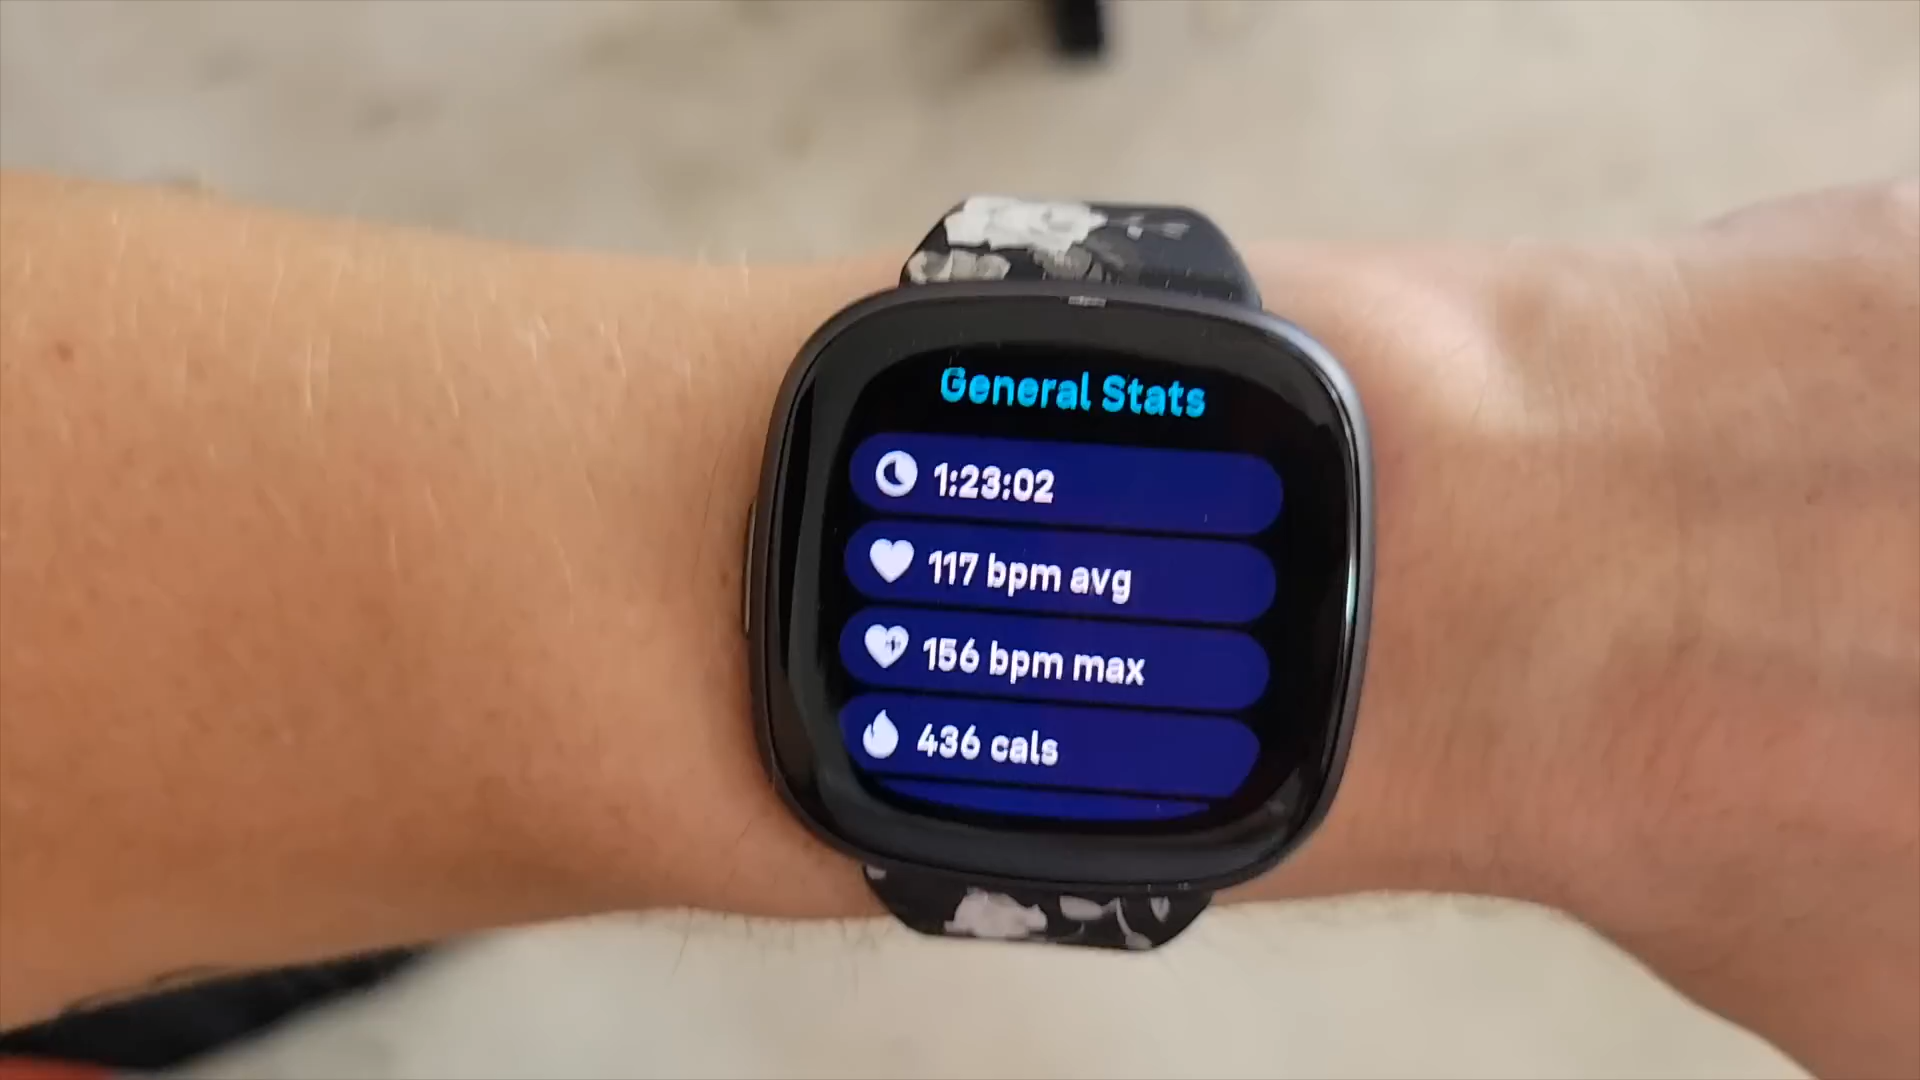 General Stats
1:23:02
117 bpm avg
156 bpm max
436 cals